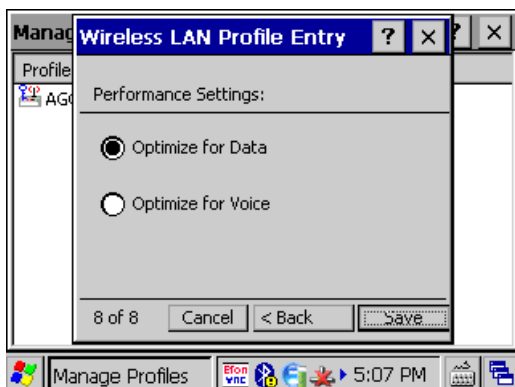 Manag
Wireless LAN Profile Entry ? ×
? ×
Profile
AGC
Performance Settings:
Optimize for Data
Optimize for Voice
8 of 8 Cancel < Back Save
Manage Profiles Efon VNC 5:07 PM